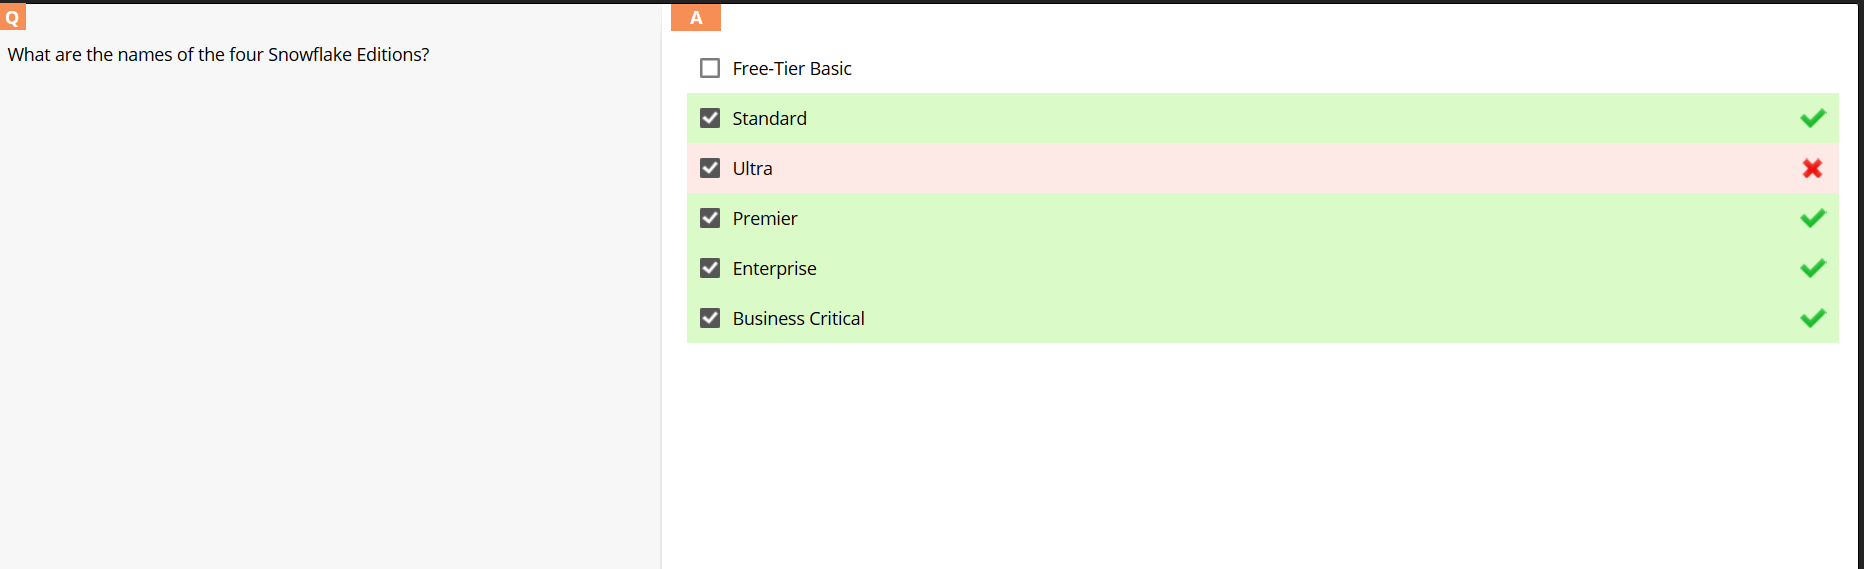 Q
What are the names of the four Snowflake Editions?
A
Free-Tier Basic
Standard
Ultra
Premier
Enterprise
Business Critical